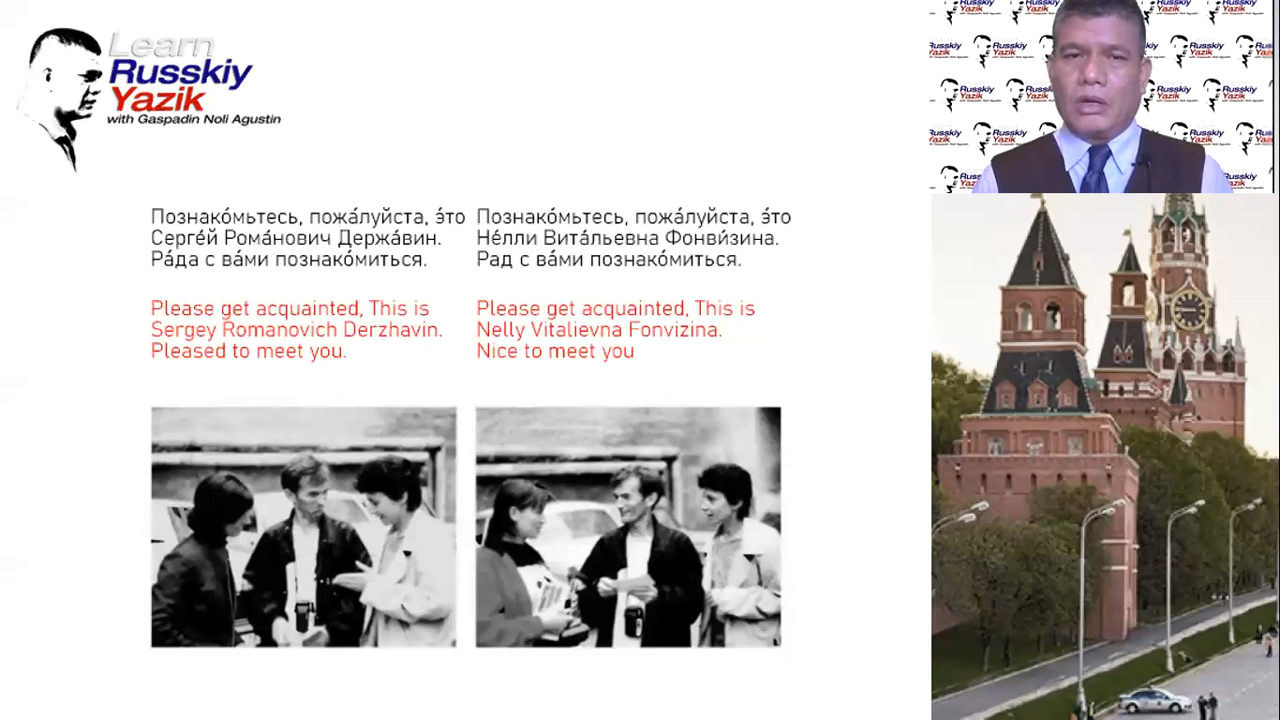 Learn
Russkiy
Yazik
with Gaspadin Noli Agustin
Познако́мьтесь, пожа́луйста, э́то
Серге́й Рома́нович Держа́вин.
Ра́да с ва́ми познако́миться.
Познако́мьтесь, пожа́луйста, э́то
Не́лли Вита́льевна Фонви́зина.
Рад с ва́ми познако́миться.
Please get acquainted, This is
Sergey Romanovich Derzhavin.
Pleased to meet you.
Please get acquainted, This is
Nelly Vitalievna Fonvizina.
Nice to meet you
Russkiy
Yazik